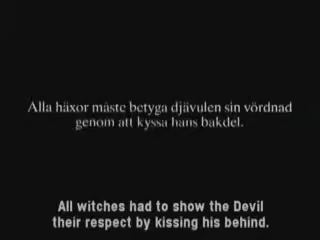 Alla häxor måste betyga djävulen sin vördnad
genom att kyssa hans bakdel.
All witches had to show the Devil
their respect by kissing his behind.